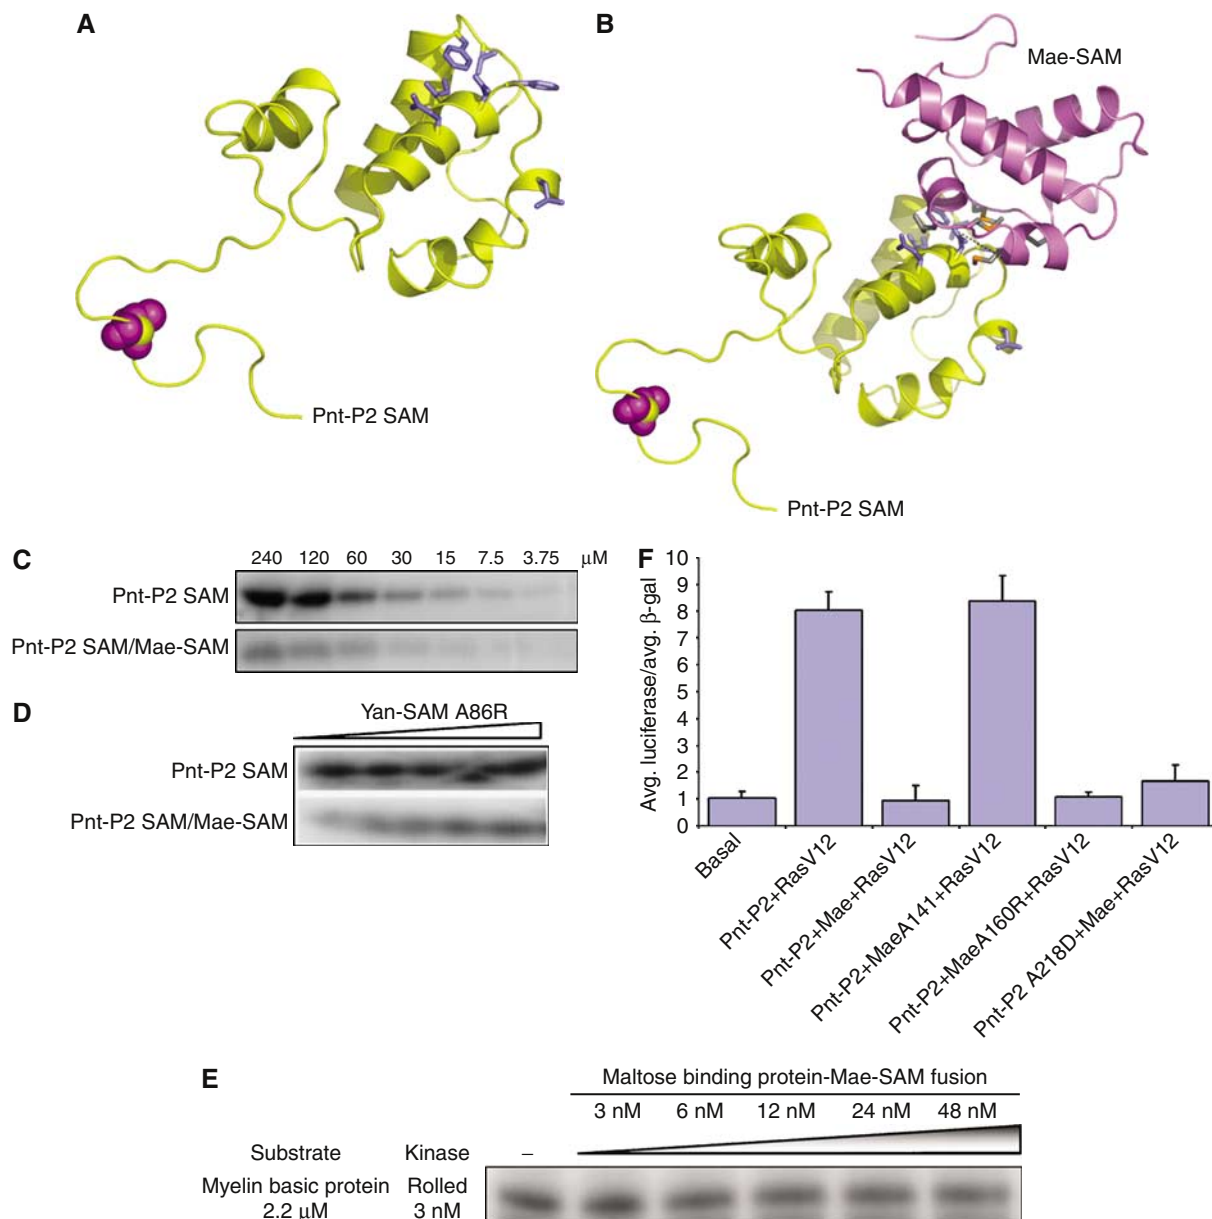 A
B
Mae-SAM
Pnt-P2 SAM
Pnt-P2 SAM
C
240 120 60 30 15 7.5 3.75 μM
Pnt-P2 SAM
Pnt-P2 SAM/Mae-SAM
D
Yan-SAM A86R
Pnt-P2 SAM
Pnt-P2 SAM/Mae-SAM
F
Avg. luciferase/avg. β-gal
10
9
8
7
6
5
4
3
2
1
0
Basal
Pnt-P2+RasV12
Pnt-P2+Mae+RasV12
Pnt-P2+MaeA141+RasV12
Pnt-P2+MaeA160R+RasV12
Pnt-P2 A218D+Mae+RasV12
E
Maltose binding protein-Mae-SAM fusion
3 nM 6 nM 12 nM 24 nM 48 nM
Substrate Kinase –
Myelin basic protein Rolled
2.2 μM 3 nM